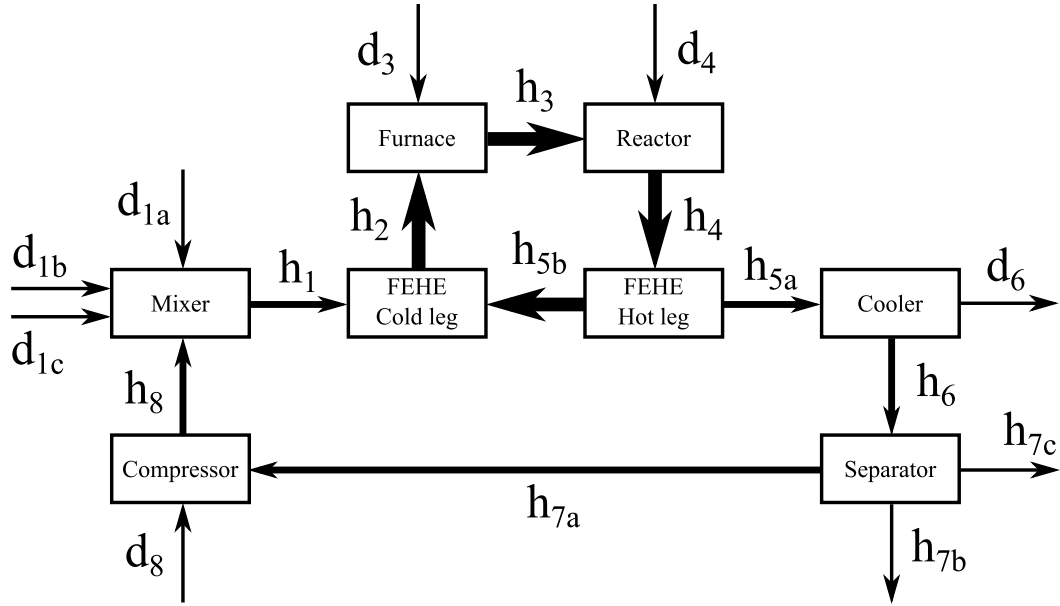 d3
d4
h3
Furnace
Reactor
d1a
h2
h4
d1b
h1
h5b
h5a
d6
Mixer
FEHE
Cold leg
FEHE
Hot leg
Cooler
d1c
h8
h6
h7c
Compressor
Separator
h7a
d8
h7b